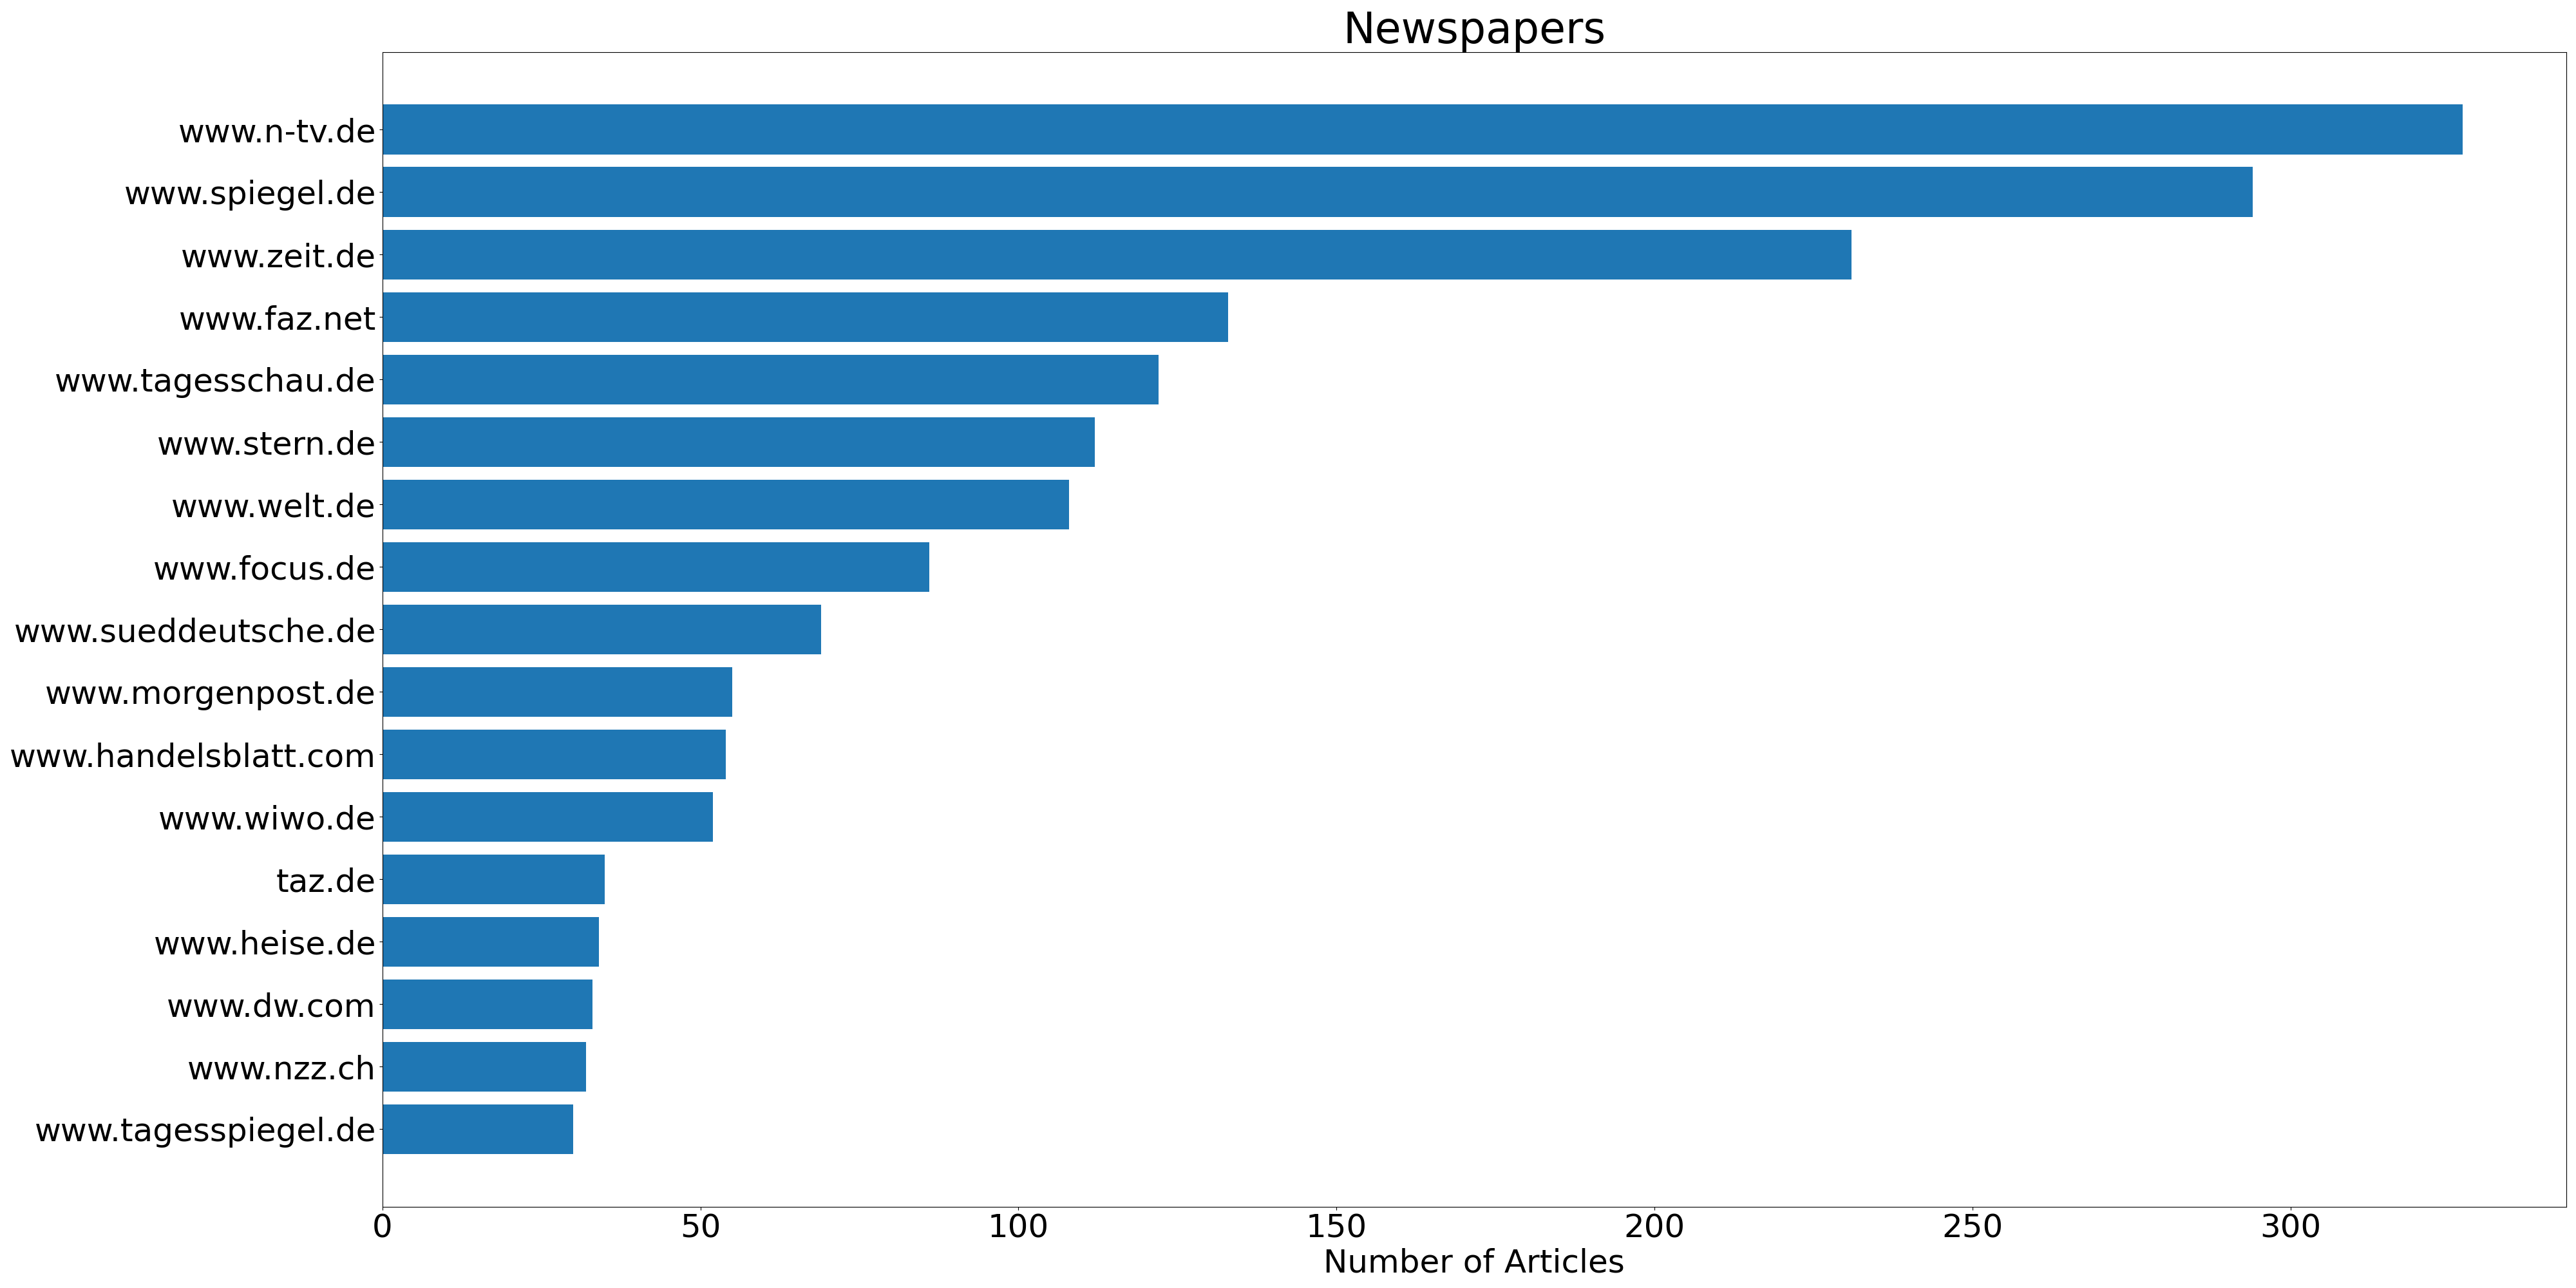 Newspapers
www.n-tv.de
www.spiegel.de
www.zeit.de
www.faz.net
www.tagesschau.de
www.stern.de
www.welt.de
www.focus.de
www.sueddeutsche.de
www.morgenpost.de
www.handelsblatt.com
www.wiwo.de
taz.de
www.heise.de
www.dw.com
www.nzz.ch
www.tagesspiegel.de
0 50 100 150 200 250 300
Number of Articles